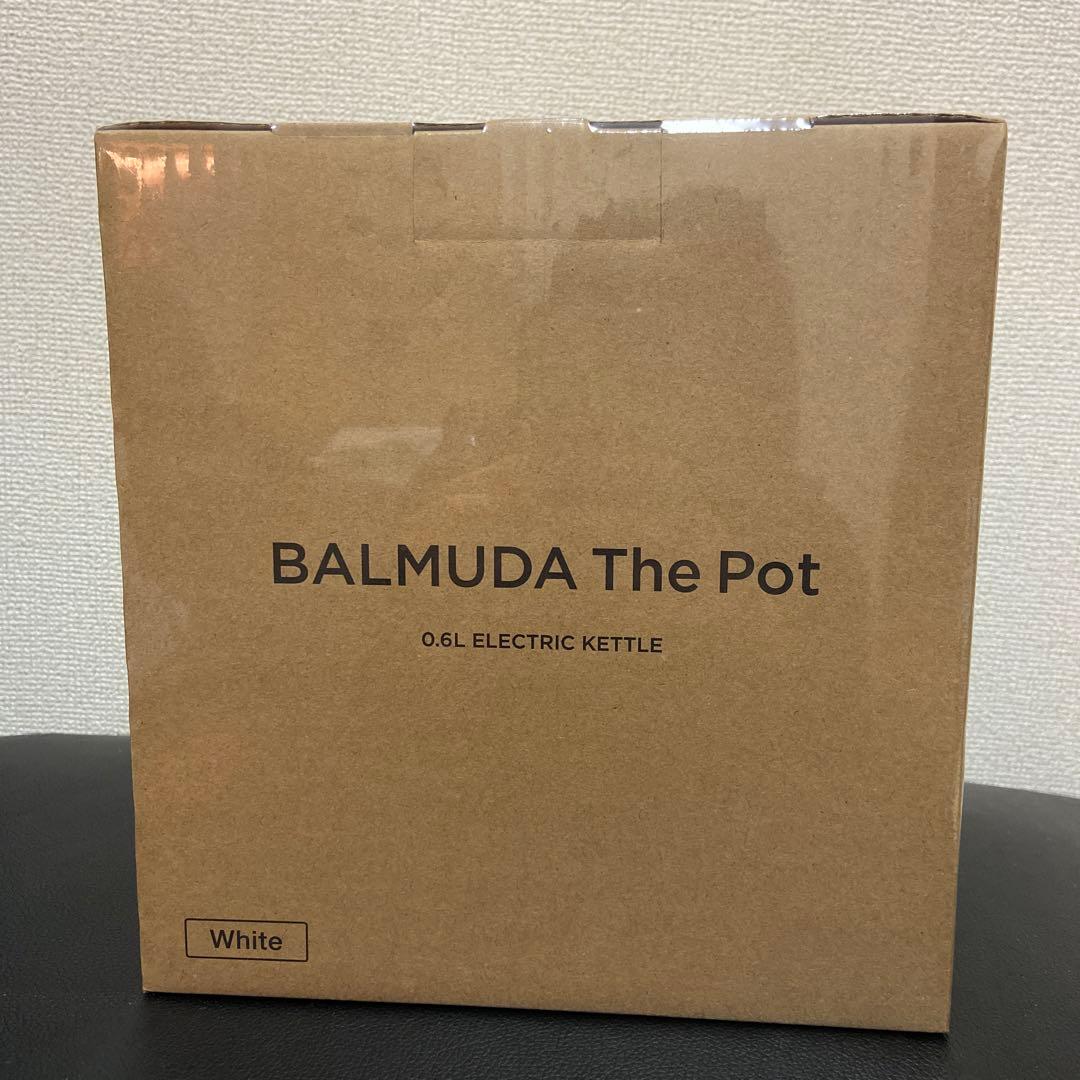 BALMUDA The Pot
0.6L ELECTRIC KETTLE
White